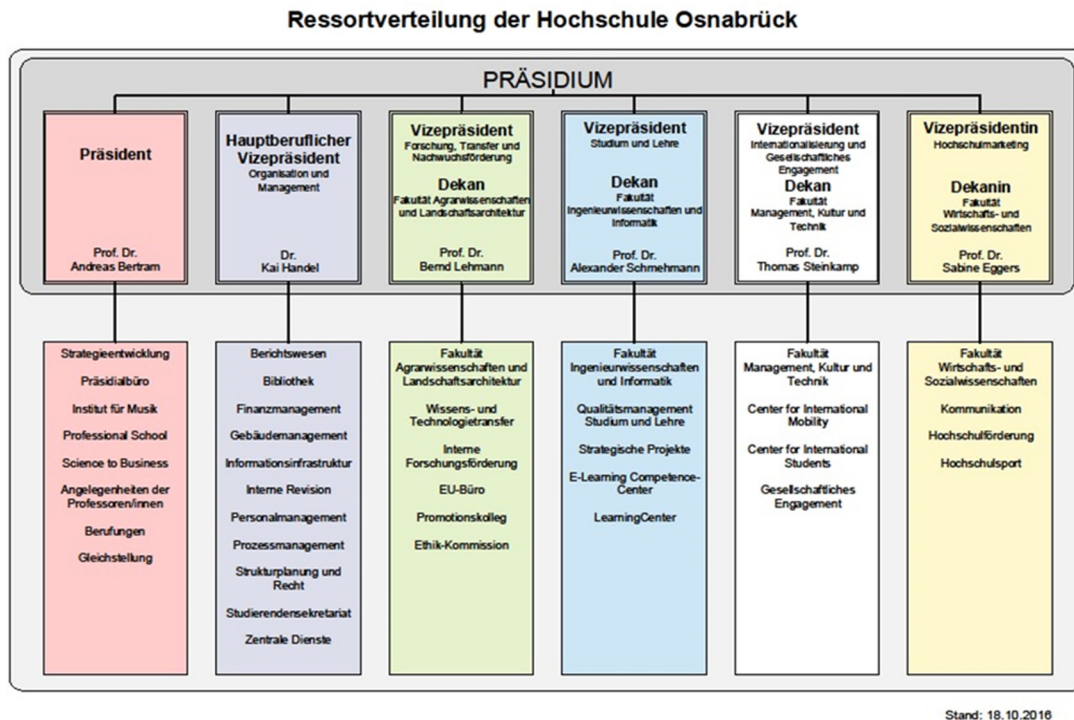 Ressortverteilung der Hochschule Osnabrück
PRÄSIDIUM
Präsident
Prof. Dr.
Andreas Bertram
Hauptberuflicher
Vizepräsident
Organisation und
Management
Dr.
Kai Handel
Vizepräsident
Forschung, Transfer und
Nachwuchsförderung
Dekan
Fakultät Agrarwissenschaften
und Landschaftsarchitektur
Prof. Dr.
Bernd Lehmann
Vizepräsident
Studium und Lehre
Dekan
Fakultät
Ingenieurwissenschaften und
Informatik
Prof. Dr.
Alexander Schmehmann
Vizepräsident
Internationalisierung und
Gesellschaftliches
Engagement
Dekan
Fakultät
Management, Kultur und
Technik
Prof. Dr.
Thomas Steinkamp
Vizepräsidentin
Hochschulmarketing
Dekanin
Fakultät
Wirtschafts- und
Sozialwissenschaften
Prof. Dr.
Sabine Eggers
Strategieentwicklung
Präsidialbüro
Institut für Musik
Professional School
Science to Business
Angelegenheiten der
Professoren/innen
Berufungen
Gleichstellung
Berichtswesen
Bibliothek
Finanzmanagement
Gebäudemanagement
Informationsinfrastruktur
Interne Revision
Personalmanagement
Prozessmanagement
Strukturplanung und
Recht
Studierendensekretariat
Zentrale Dienste
Fakultät
Agrarwissenschaften und
Landschaftsarchitektur
Wissens- und
Technologietransfer
Interne
Forschungsförderung
EU-Büro
Promotionskolleg
Ethik-Kommission
Fakultät
Ingenieurwissenschaften
und Informatik
Qualitätsmanagement
Studium und Lehre
Strategische Projekte
E-Learning Competence-
Center
LearningCenter
Fakultät
Management, Kultur und
Technik
Center for International
Mobility
Center for International
Students
Gesellschaftliches
Engagement
Fakultät
Wirtschafts- und
Sozialwissenschaften
Kommunikation
Hochschulförderung
Hochschulsport
Stand: 18.10.2016